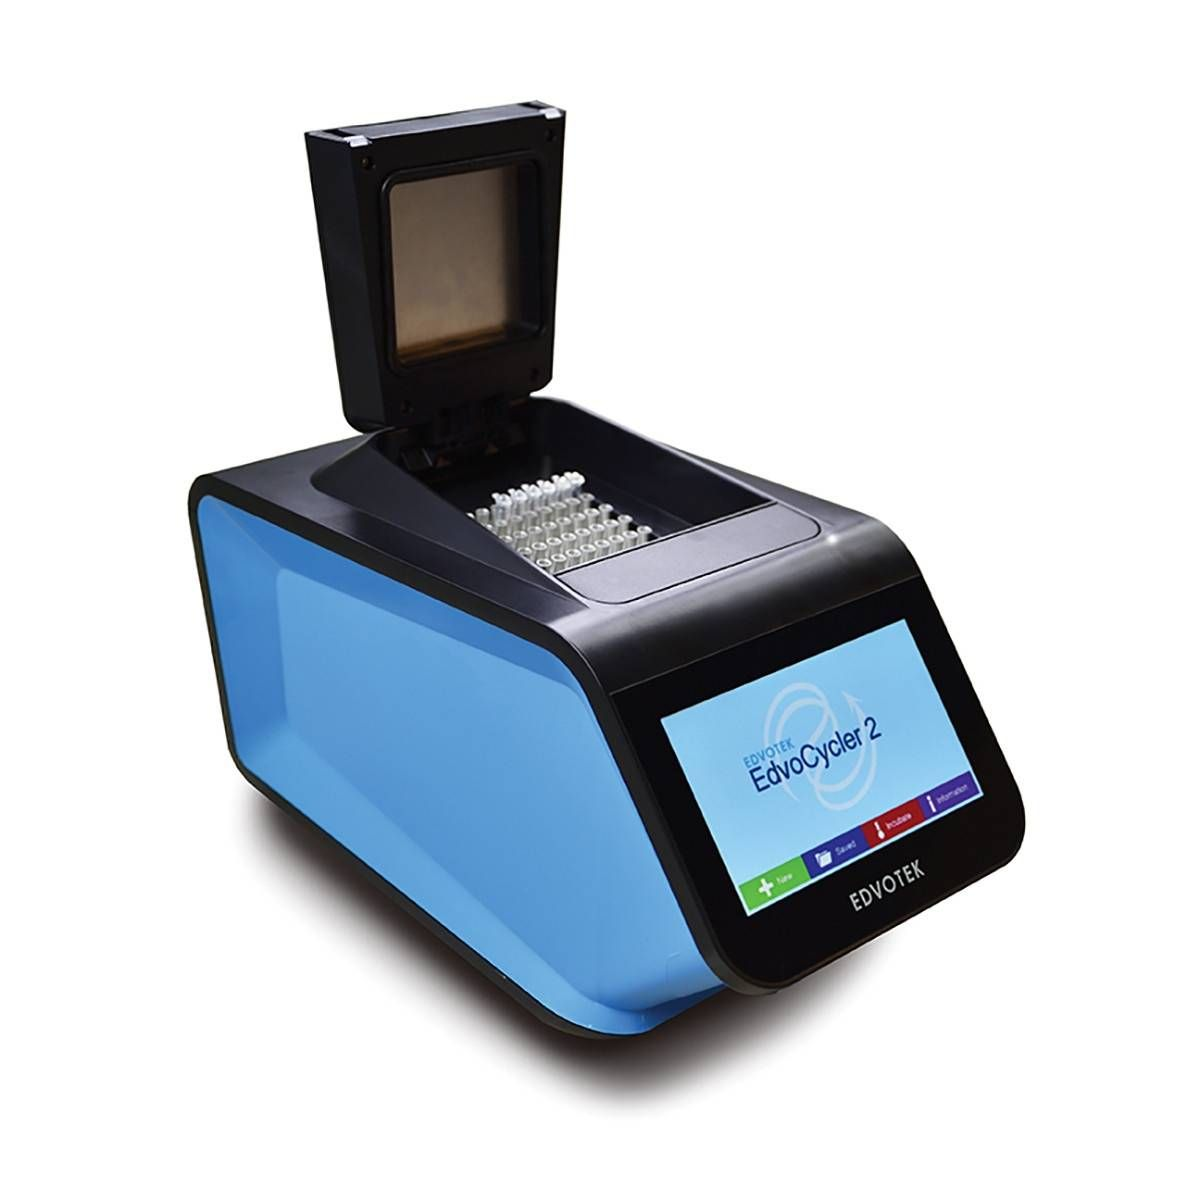 EDVOTEK
EdvoCycler 2
New
Saved
Incubate
Information
EDVOTEK